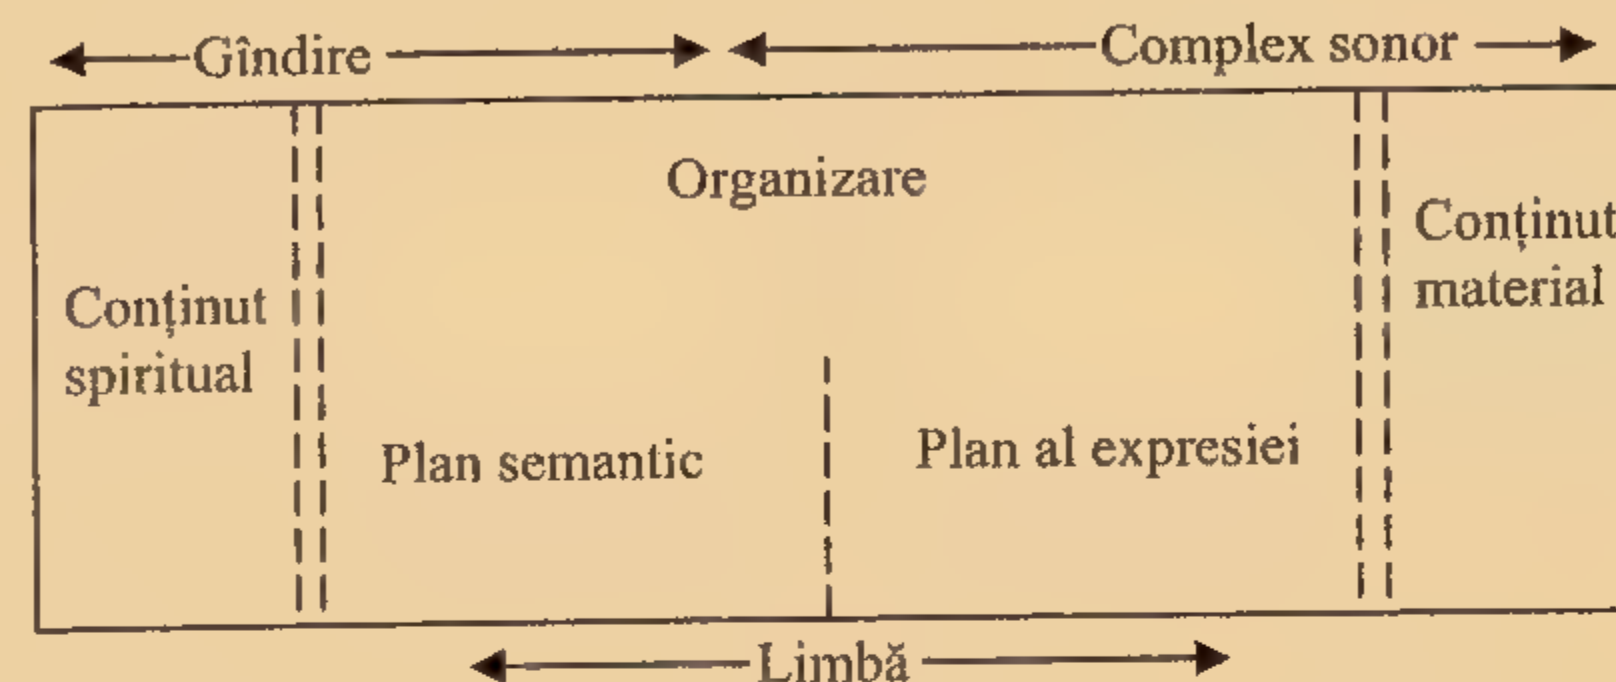 Gîndire Complex sonor
Organizare
Conținut
material
Conținut
spiritual
Plan semantic Plan al expresiei
Limbă